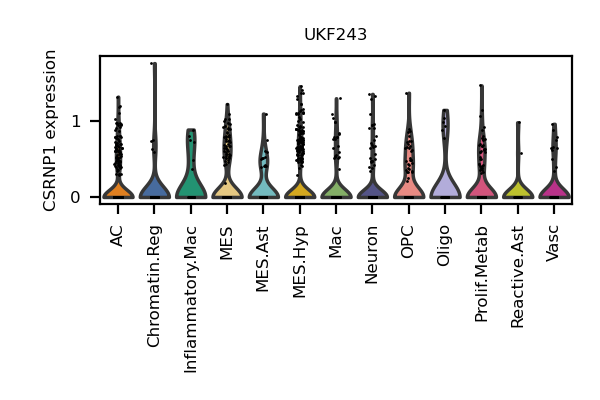 UKF243
CSRNP1 expression
1
0
AC
Chromatin.Reg
Inflammatory.Mac
MES
MES.Ast
MES.Hyp
Mac
Neuron
OPC
Oligo
Prolif.Metab
Reactive.Ast
Vasc